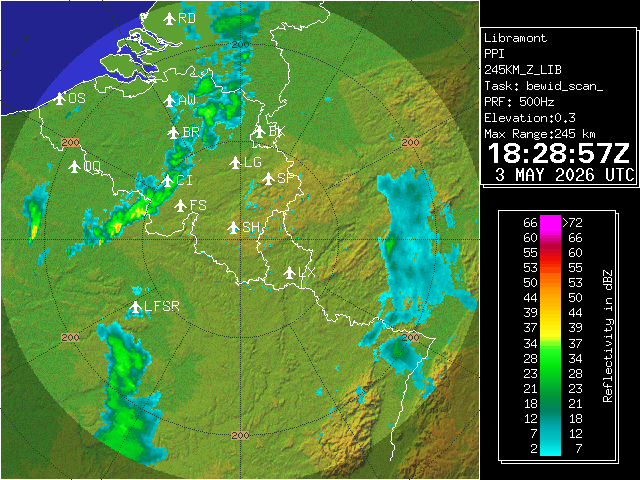 RD
200
OS
AW
BR
BK
200
200
OO
LG
CI
SP
FS
SH
LX
LFSR
200
200
200
Libramont
PPI
245KM_Z_LIB
Task: bewid_scan_
PRF: 500Hz
Elevation:0.3
Max Range:245 km
18:28:57Z
3 MAY 2026 UTC
66 >72
60 66
55 60
53 55
50 53
44 50
39 44
37 39
34 37
28 34
23 28
21 23
18 21
12 18
7 12
2 7
Reflectivity in dBZ